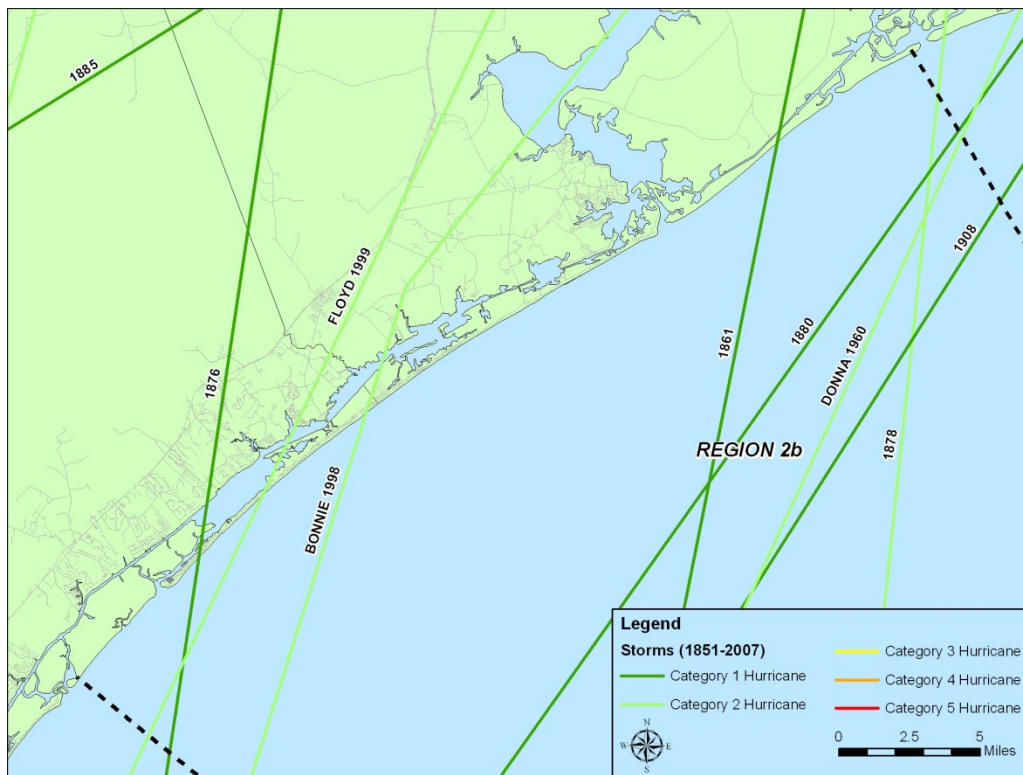 1885
FLOYD 1999
1876
BONNIE 1998
1861
1880
DONNA 1960
1908
1878
REGION 2b
Legend
Storms (1851-2007)
Category 1 Hurricane
Category 2 Hurricane
Category 3 Hurricane
Category 4 Hurricane
Category 5 Hurricane
N
W E
S
0 2.5 5
Miles